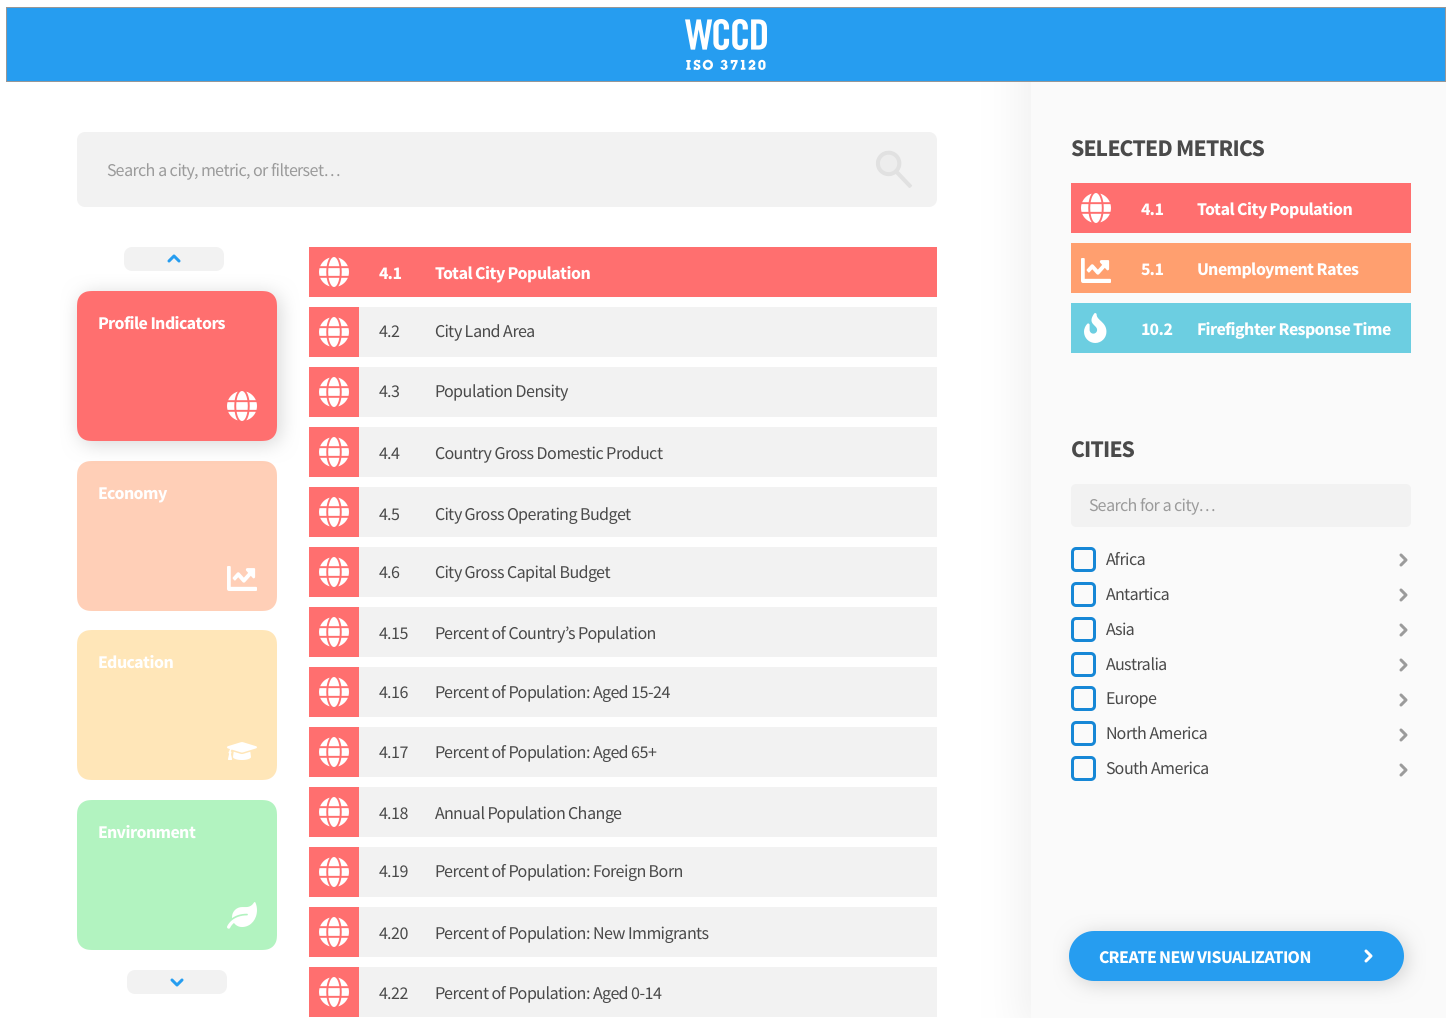 WCCD
ISO 37120
Search a city, metric, or filterset…
Profile Indicators
Economy
Education
Environment
4.1 Total City Population
4.2 City Land Area
4.3 Population Density
4.4 Country Gross Domestic Product
4.5 City Gross Operating Budget
4.6 City Gross Capital Budget
4.15 Percent of Country’s Population
4.16 Percent of Population: Aged 15-24
4.17 Percent of Population: Aged 65+
4.18 Annual Population Change
4.19 Percent of Population: Foreign Born
4.20 Percent of Population: New Immigrants
4.22 Percent of Population: Aged 0-14
SELECTED METRICS
4.1 Total City Population
5.1 Unemployment Rates
10.2 Firefighter Response Time
CITIES
Search for a city…
Africa
Antartica
Asia
Australia
Europe
North America
South America
CREATE NEW VISUALIZATION